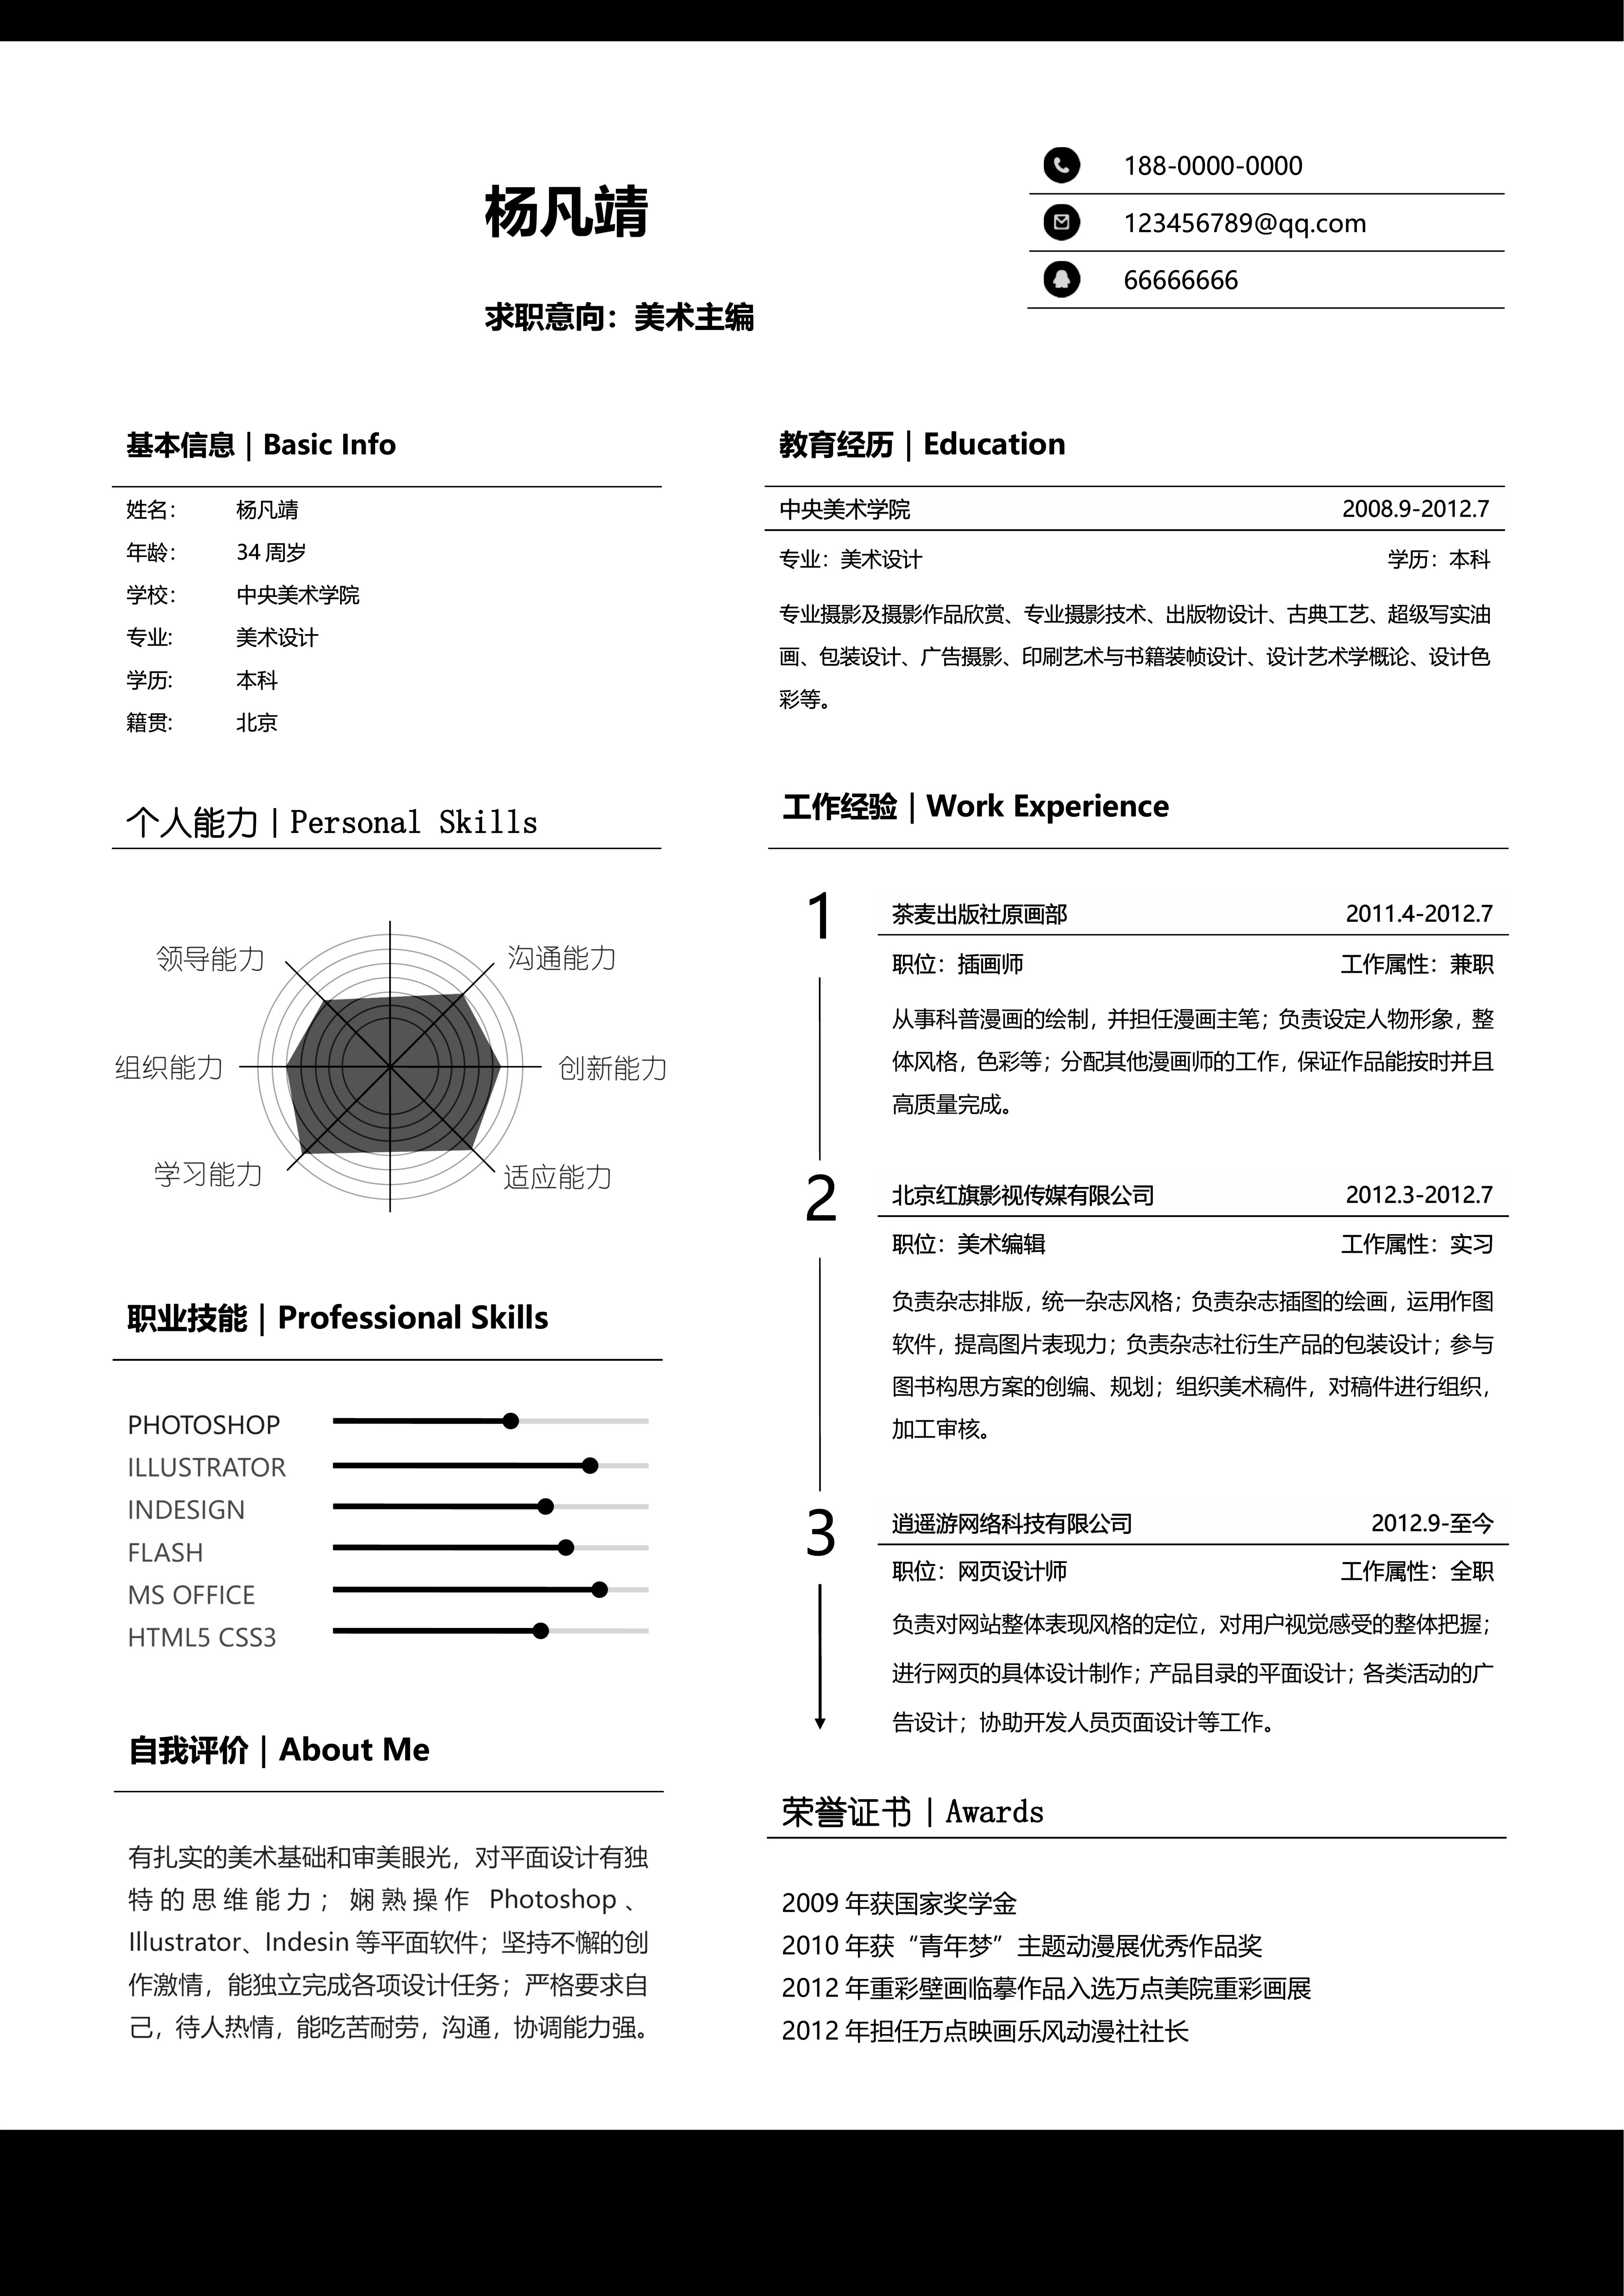 杨凡靖
求职意向：美术主编
188-0000-0000
123456789@qq.com
66666666
基本信息 | Basic Info
姓名： 杨凡靖
年龄： 34 周岁
学校： 中央美术学院
专业: 美术设计
学历: 本科
籍贯: 北京
个人能力 | Personal Skills
领导能力 沟通能力
组织能力 创新能力
学习能力 适应能力
职业技能 | Professional Skills
PHOTOSHOP
ILLUSTRATOR
INDESIGN
FLASH
MS OFFICE
HTML5 CSS3
自我评价 | About Me
有扎实的美术基础和审美眼光，对平面设计有独
特的思维能力；娴熟操作 Photoshop、
Illustrator、Indesin 等平面软件；坚持不懈的创
作激情，能独立完成各项设计任务；严格要求自
己，待人热情，能吃苦耐劳，沟通，协调能力强。
教育经历 | Education
中央美术学院 2008.9-2012.7
专业：美术设计 学历：本科
专业摄影及摄影作品欣赏、专业摄影技术、出版物设计、古典工艺、超级写实油
画、包装设计、广告摄影、印刷艺术与书籍装帧设计、设计艺术学概论、设计色
彩等。
工作经验 | Work Experience
1 茶麦出版社原画部 2011.4-2012.7
职位：插画师 工作属性：兼职
从事科普漫画的绘制，并担任漫画主笔；负责设定人物形象，整
体风格，色彩等；分配其他漫画师的工作，保证作品能按时并且
高质量完成。
2 北京红旗影视传媒有限公司 2012.3-2012.7
职位：美术编辑 工作属性：实习
负责杂志排版，统一杂志风格；负责杂志插图的绘画，运用作图
软件，提高图片表现力；负责杂志社衍生产品的包装设计；参与
图书构思方案的创编、规划；组织美术稿件，对稿件进行组织，
加工审核。
3 逍遥游网络科技有限公司 2012.9-至今
职位：网页设计师 工作属性：全职
负责对网站整体表现风格的定位，对用户视觉感受的整体把握；
进行网页的具体设计制作；产品目录的平面设计；各类活动的广
告设计；协助开发人员页面设计等工作。
荣誉证书 | Awards
2009 年获国家奖学金
2010 年获“青年梦”主题动漫展优秀作品奖
2012 年重彩壁画临摹作品入选万点美院重彩画展
2012 年担任万点映画乐风动漫社社长